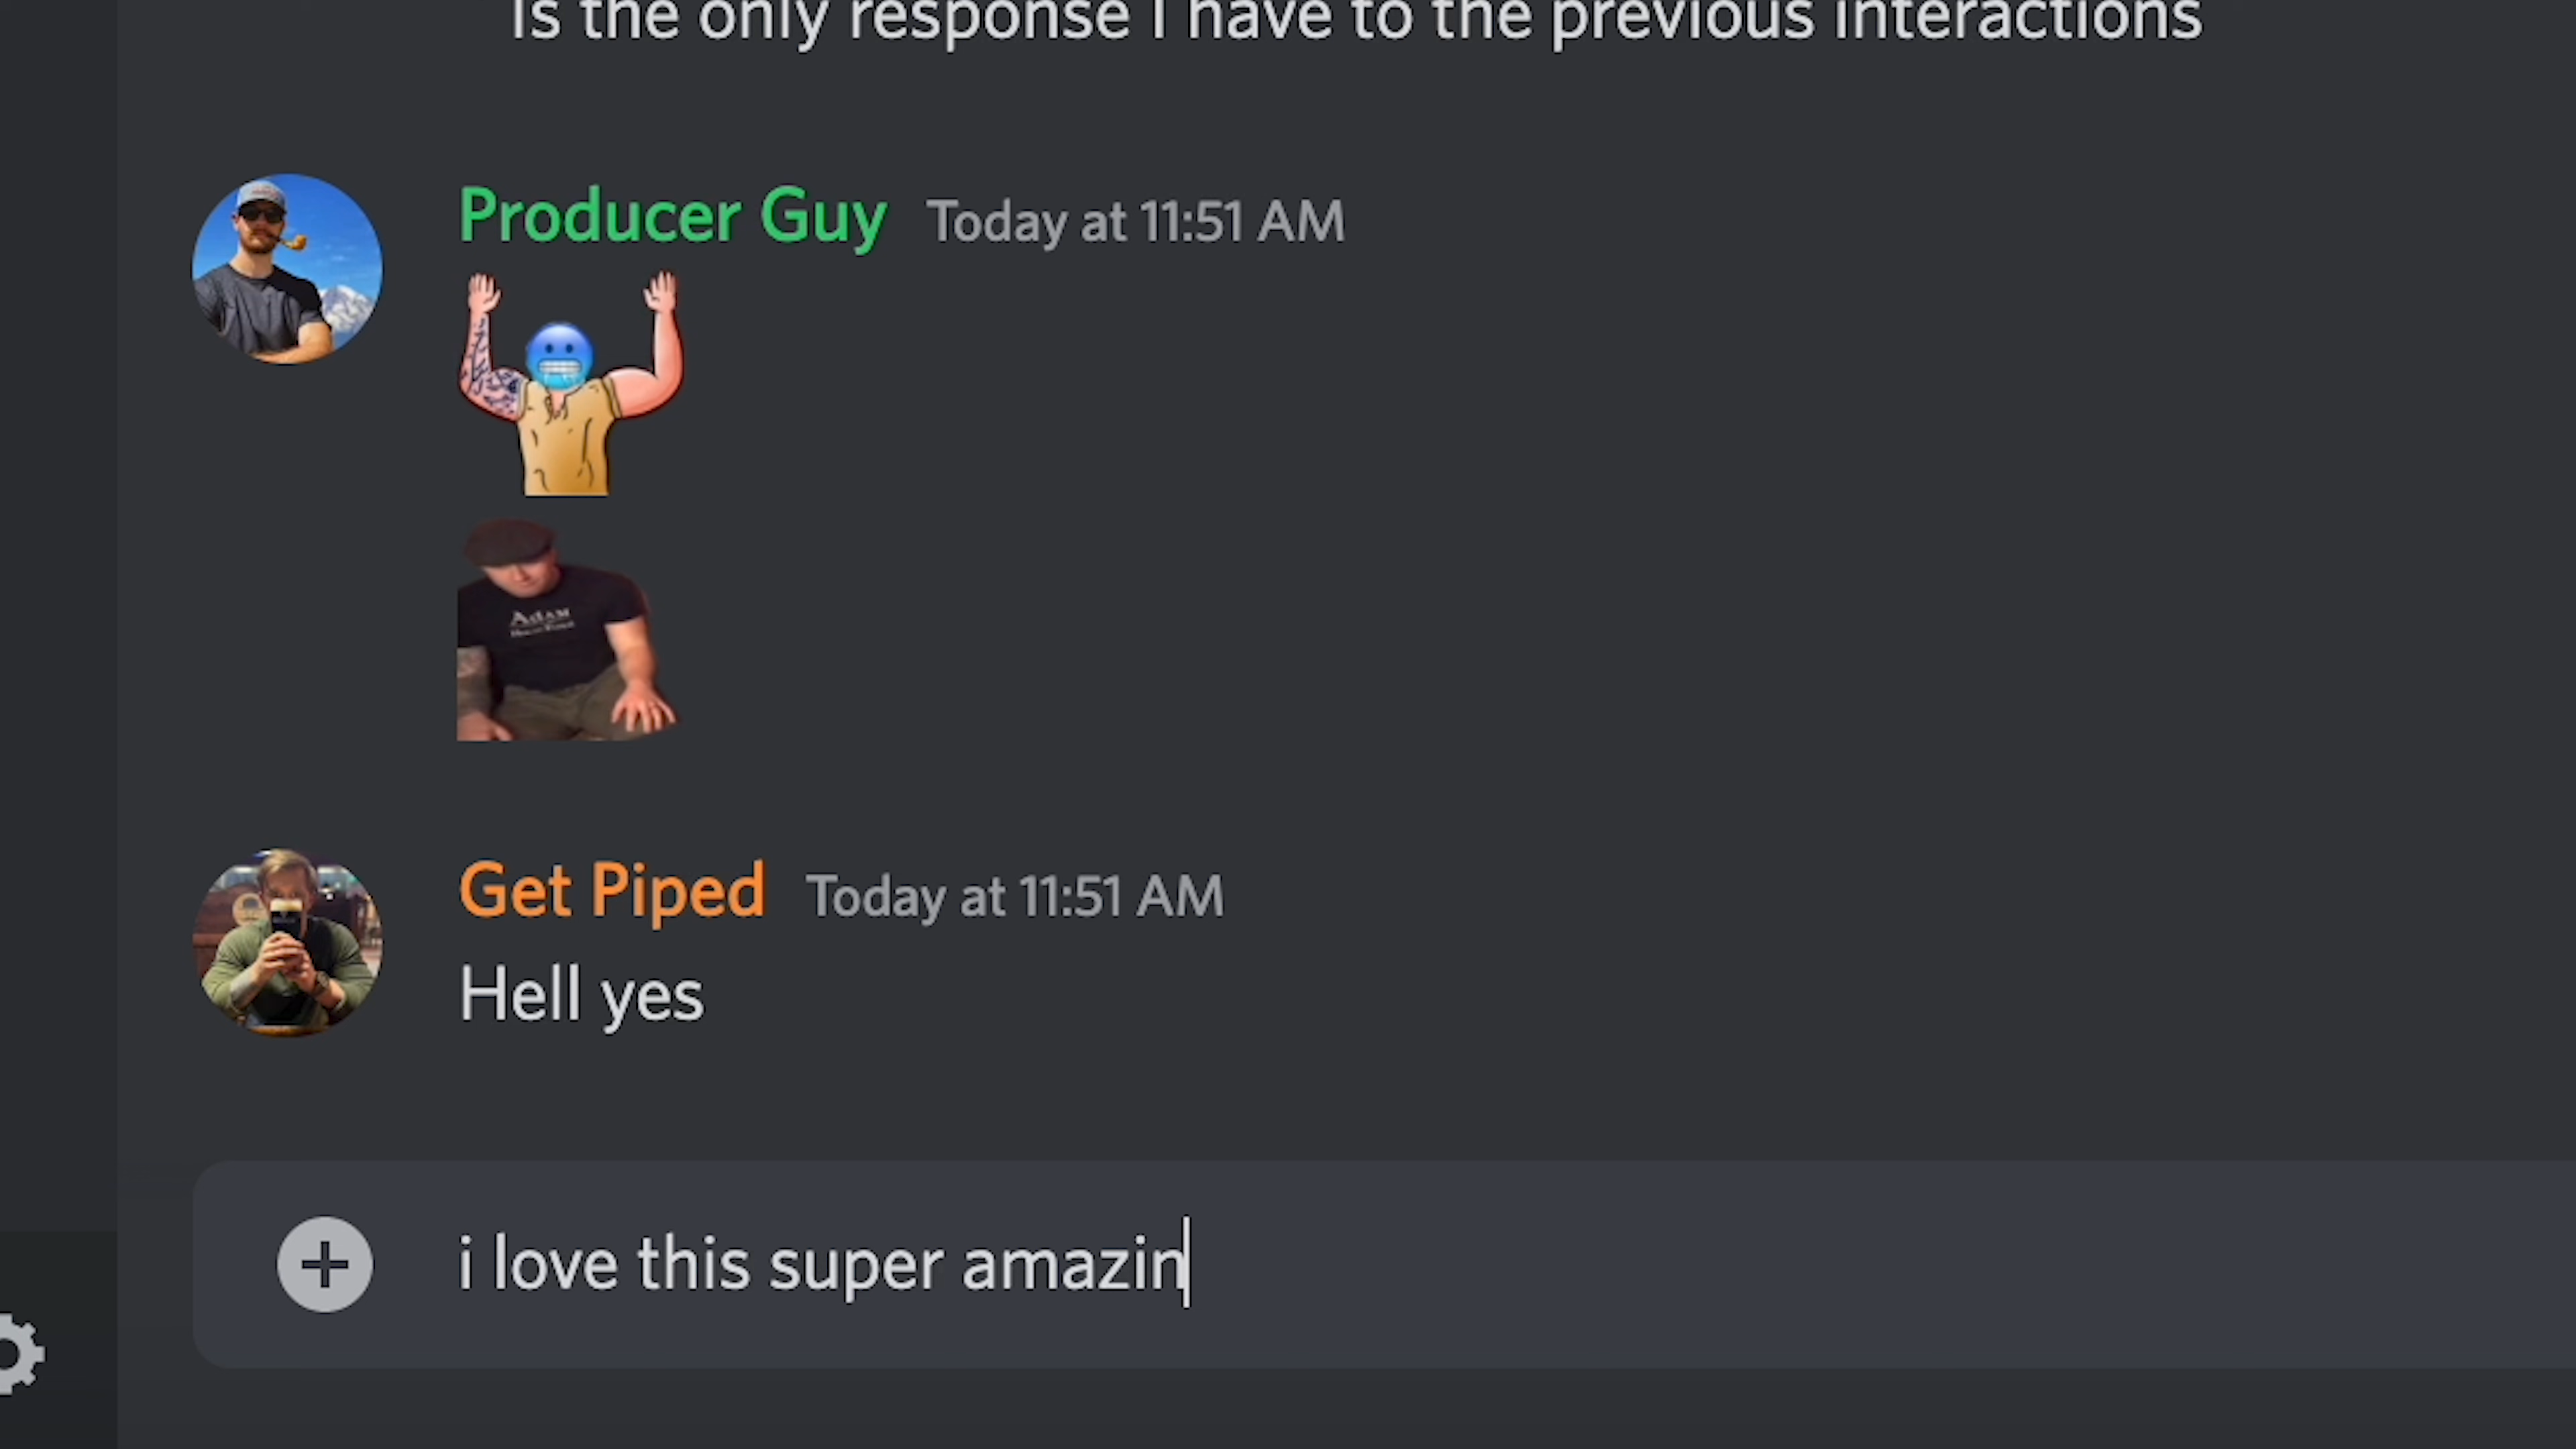 Is the only response I have to the previous interactions
Producer Guy Today at 11:51 AM
ADAM
Get Piped Today at 11:51 AM
Hell yes
i love this super amazin